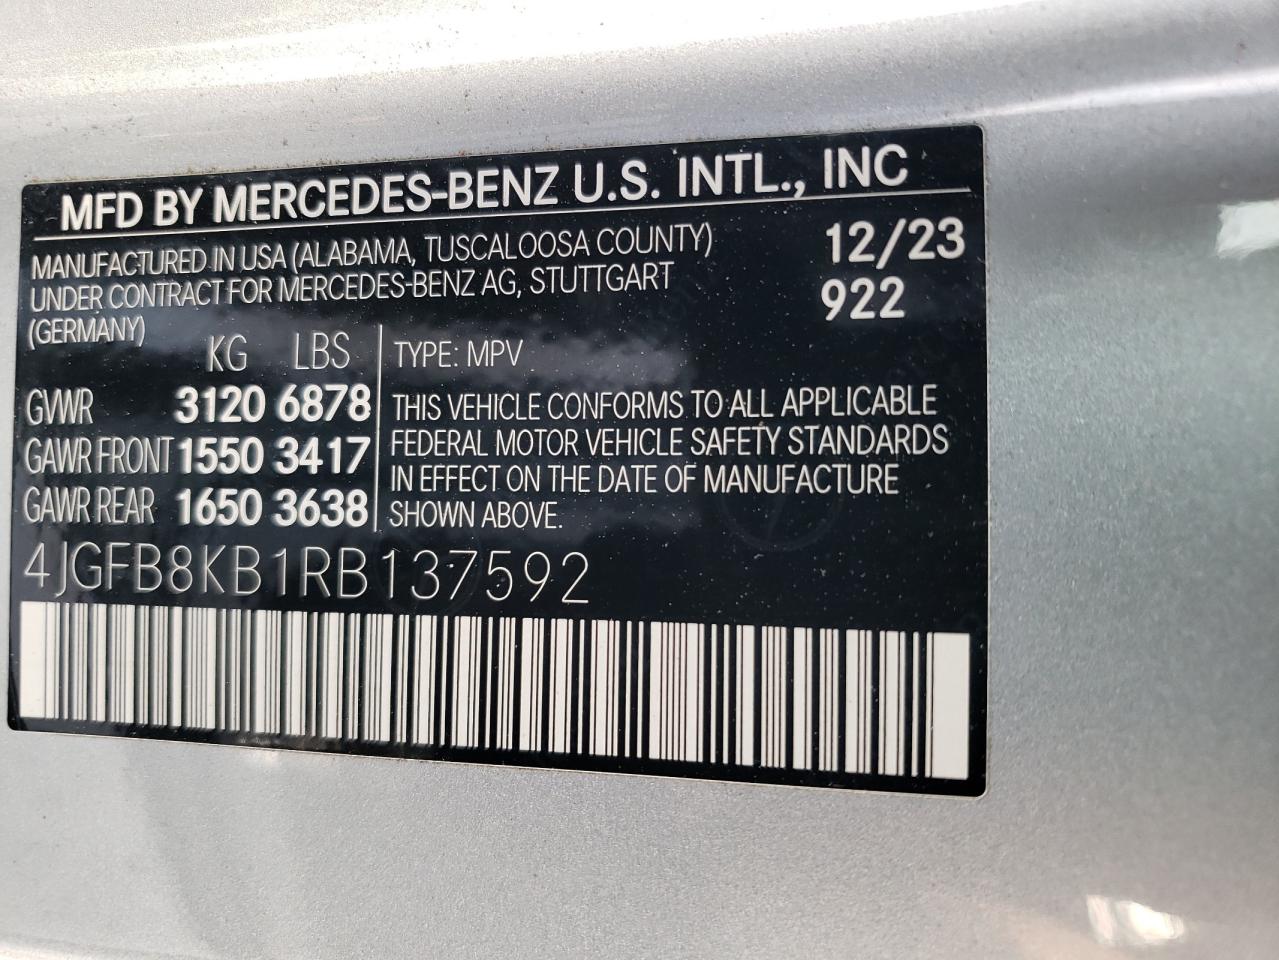 MFD BY MERCEDES-BENZ U.S. INTL., INC
MANUFACTURED IN USA (ALABAMA, TUSCALOOSA COUNTY) 12/23
UNDER CONTRACT FOR MERCEDES-BENZ AG, STUTTGART 922
(GERMANY)
KG LBS
GVWR 3120 6878
GAWR FRONT 1550 3417
GAWR REAR 1650 3638
TYPE: MPV
THIS VEHICLE CONFORMS TO ALL APPLICABLE
FEDERAL MOTOR VEHICLE SAFETY STANDARDS
IN EFFECT ON THE DATE OF MANUFACTURE
SHOWN ABOVE.
4JGFB8KB1RB137592